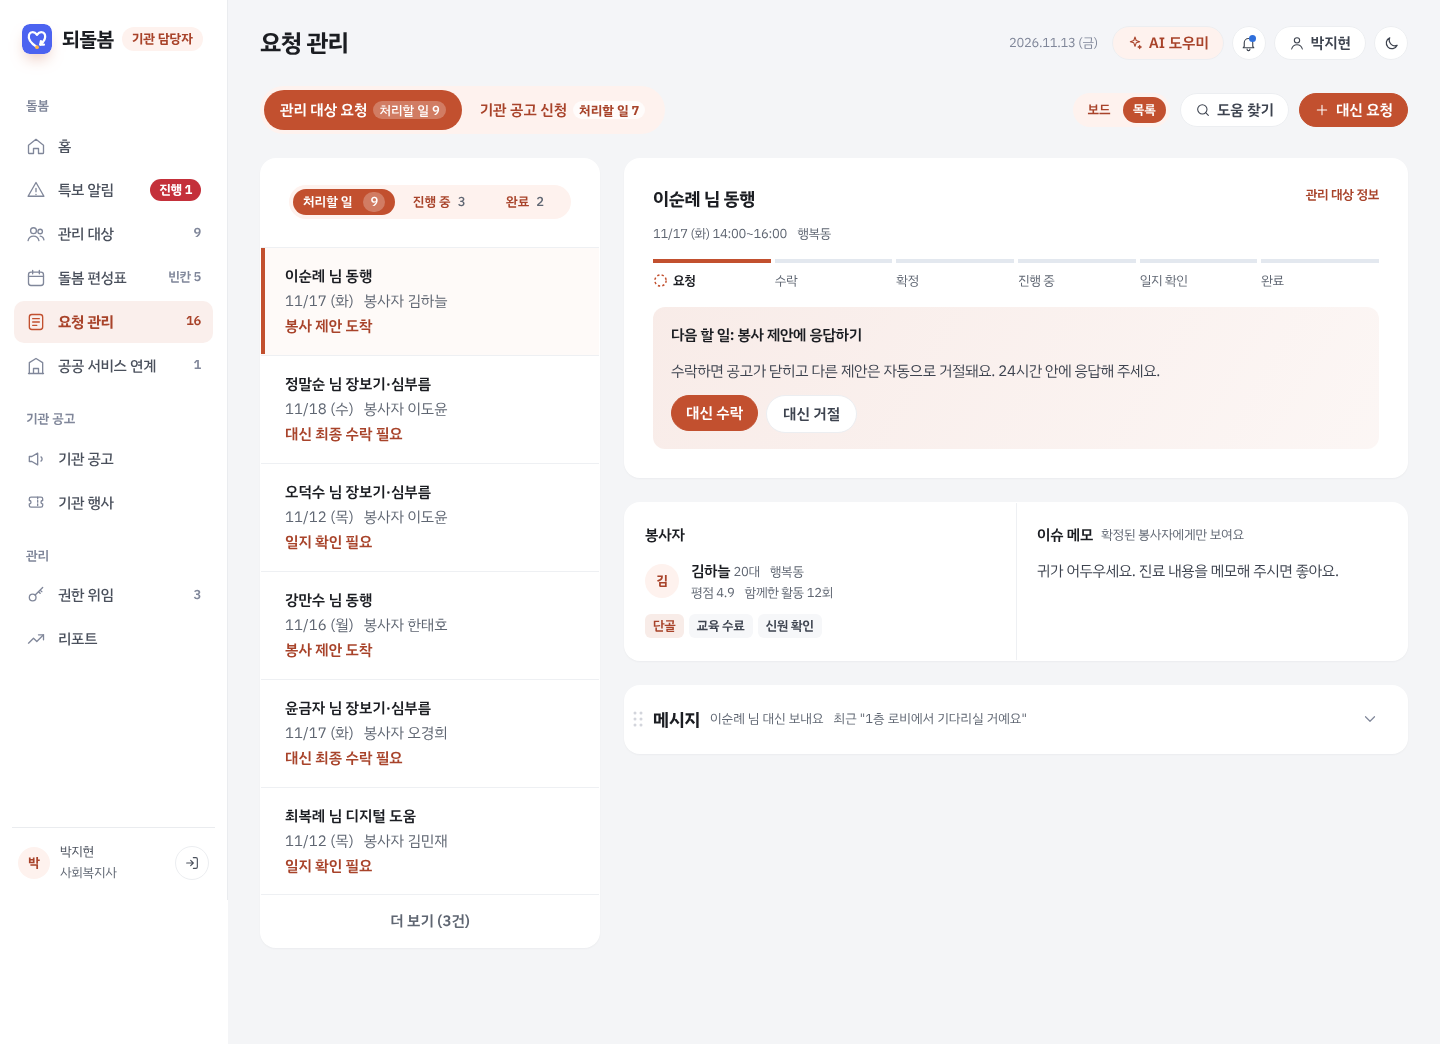 되돌봄 기관 담당자
돌봄
홈
특보 알림 진행 1
관리 대상 9
돌봄 편성표 빈칸 5
요청 관리 16
공공 서비스 연계 1
기관 공고
기관 공고
기관 행사
관리
권한 위임 3
리포트
박 박지현
사회복지사
요청 관리
2026.11.13 (금) AI 도우미 박지현
관리 대상 요청 처리할 일 9 기관 공고 신청 처리할 일 7
보드 목록 도움 찾기 대신 요청
처리할 일 9 진행 중 3 완료 2
이순례 님 동행
11/17 (화) 봉사자 김하늘
봉사 제안 도착
정말순 님 장보기·심부름
11/18 (수) 봉사자 이도윤
대신 최종 수락 필요
오덕수 님 장보기·심부름
11/12 (목) 봉사자 이도윤
일지 확인 필요
강만수 님 동행
11/16 (월) 봉사자 한태호
봉사 제안 도착
윤금자 님 장보기·심부름
11/17 (화) 봉사자 오경희
대신 최종 수락 필요
최복례 님 디지털 도움
11/12 (목) 봉사자 김민재
일지 확인 필요
더 보기 (3건)
이순례 님 동행 관리 대상 정보
11/17 (화) 14:00~16:00 행복동
요청 수락 확정 진행 중 일지 확인 완료
다음 할 일: 봉사 제안에 응답하기
수락하면 공고가 닫히고 다른 제안은 자동으로 거절돼요. 24시간 안에 응답해 주세요.
대신 수락 대신 거절
봉사자
김 김하늘 20대 행복동
평점 4.9 함께한 활동 12회
단골 교육 수료 신원 확인
이슈 메모 확정된 봉사자에게만 보여요
귀가 어두우세요. 진료 내용을 메모해 주시면 좋아요.
메시지 이순례 님 대신 보내요 최근 "1층 로비에서 기다리실 거예요"